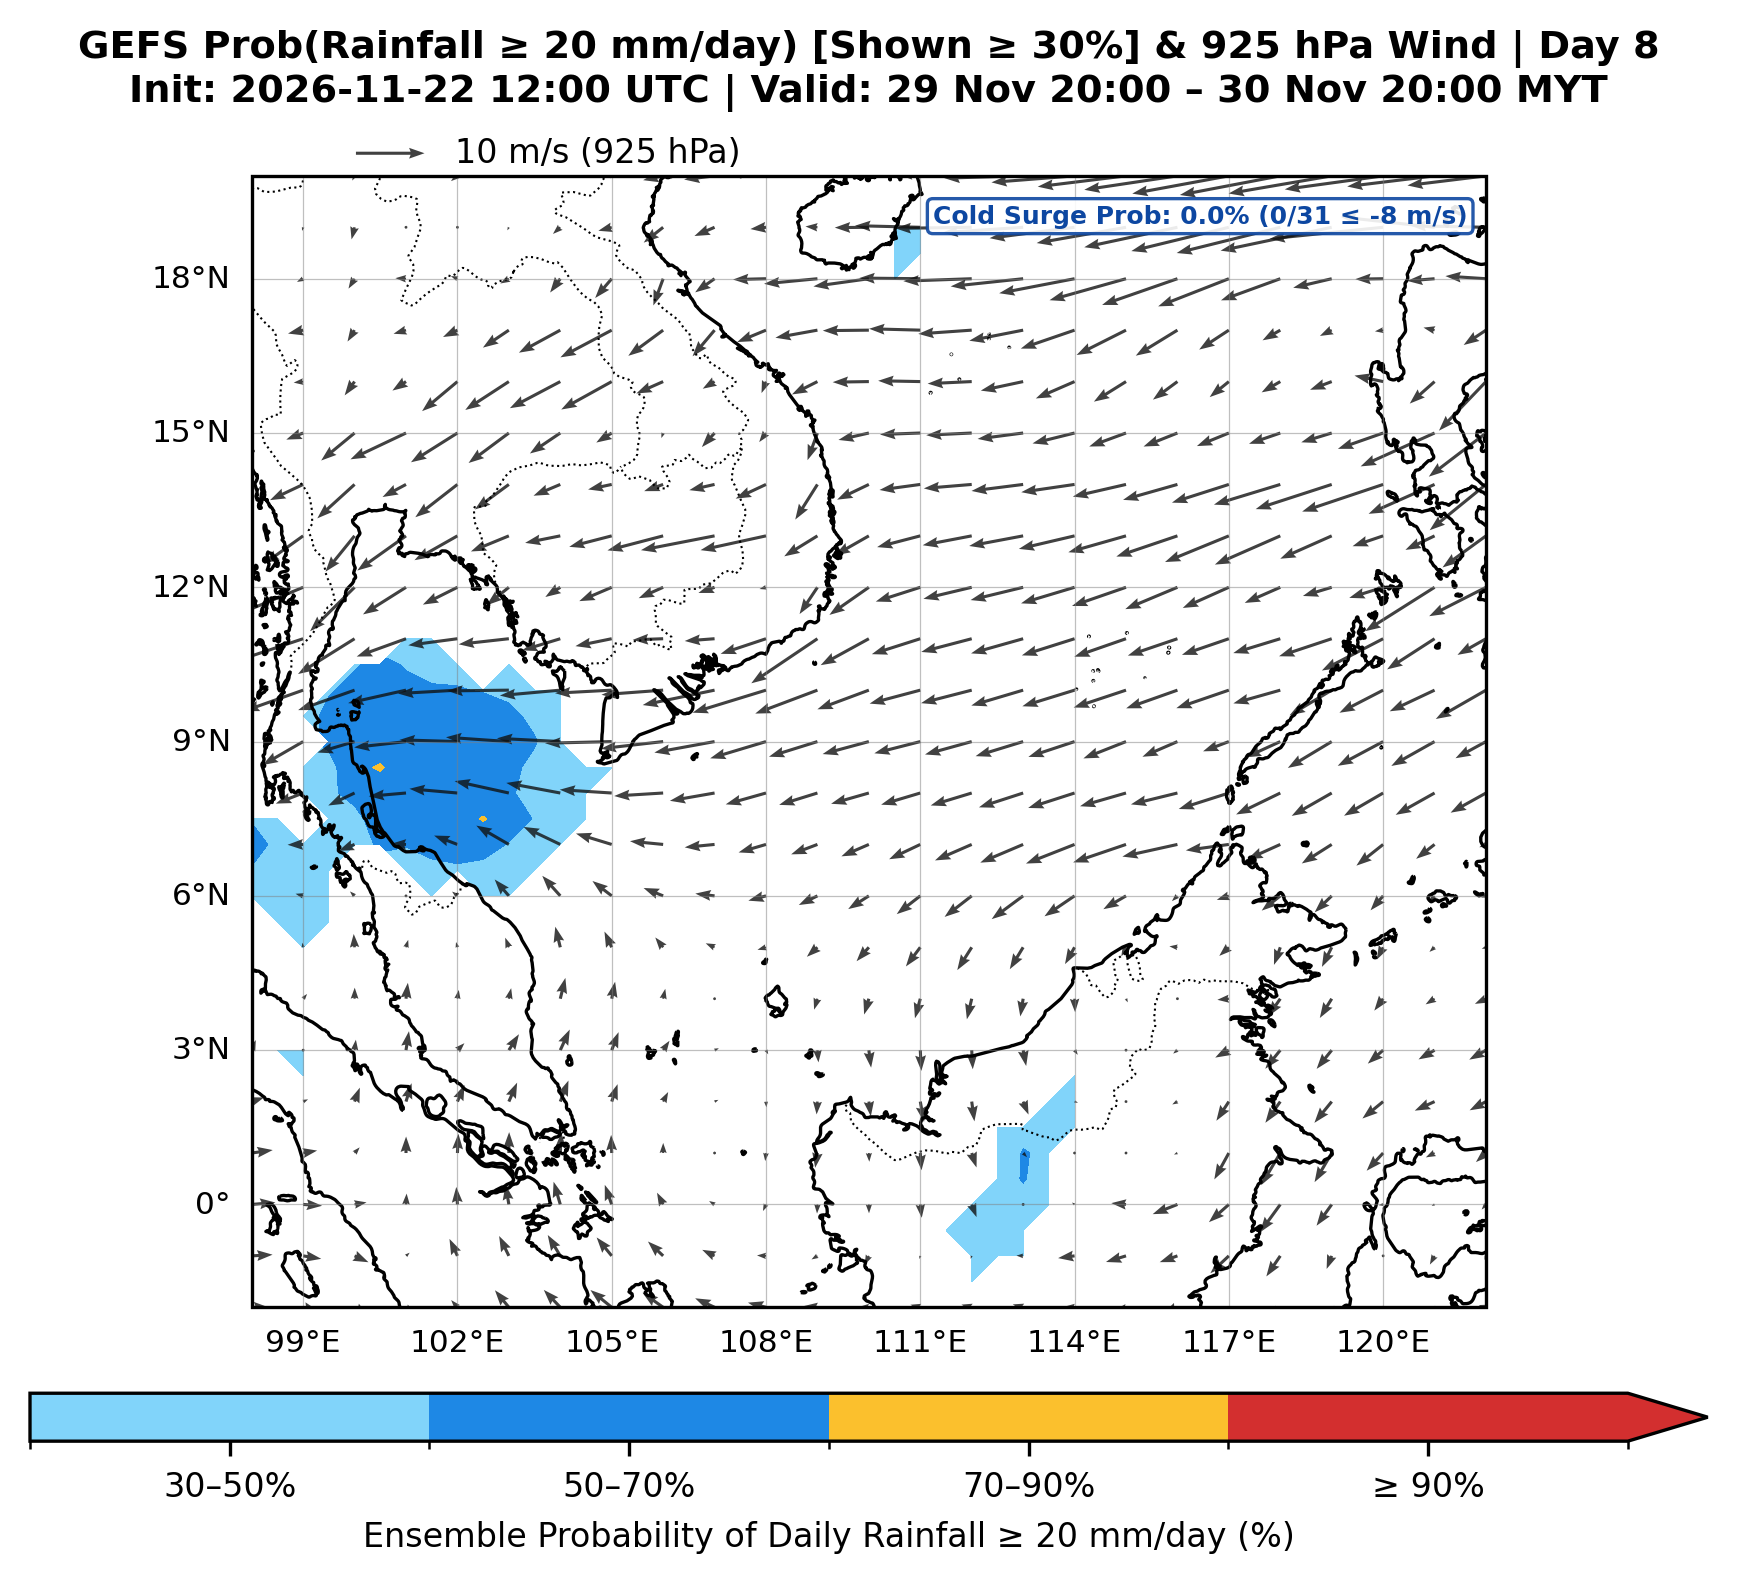 GEFS Prob(Rainfall ≥ 20 mm/day) [Shown ≥ 30%] & 925 hPa Wind | Day 8
Init: 2026-11-22 12:00 UTC | Valid: 29 Nov 20:00 – 30 Nov 20:00 MYT
10 m/s (925 hPa)
Cold Surge Prob: 0.0% (0/31 ≤ -8 m/s)
18°N
15°N
12°N
9°N
6°N
3°N
0°
99°E 102°E 105°E 108°E 111°E 114°E 117°E 120°E
30–50% 50–70% 70–90% ≥ 90%
Ensemble Probability of Daily Rainfall ≥ 20 mm/day (%)